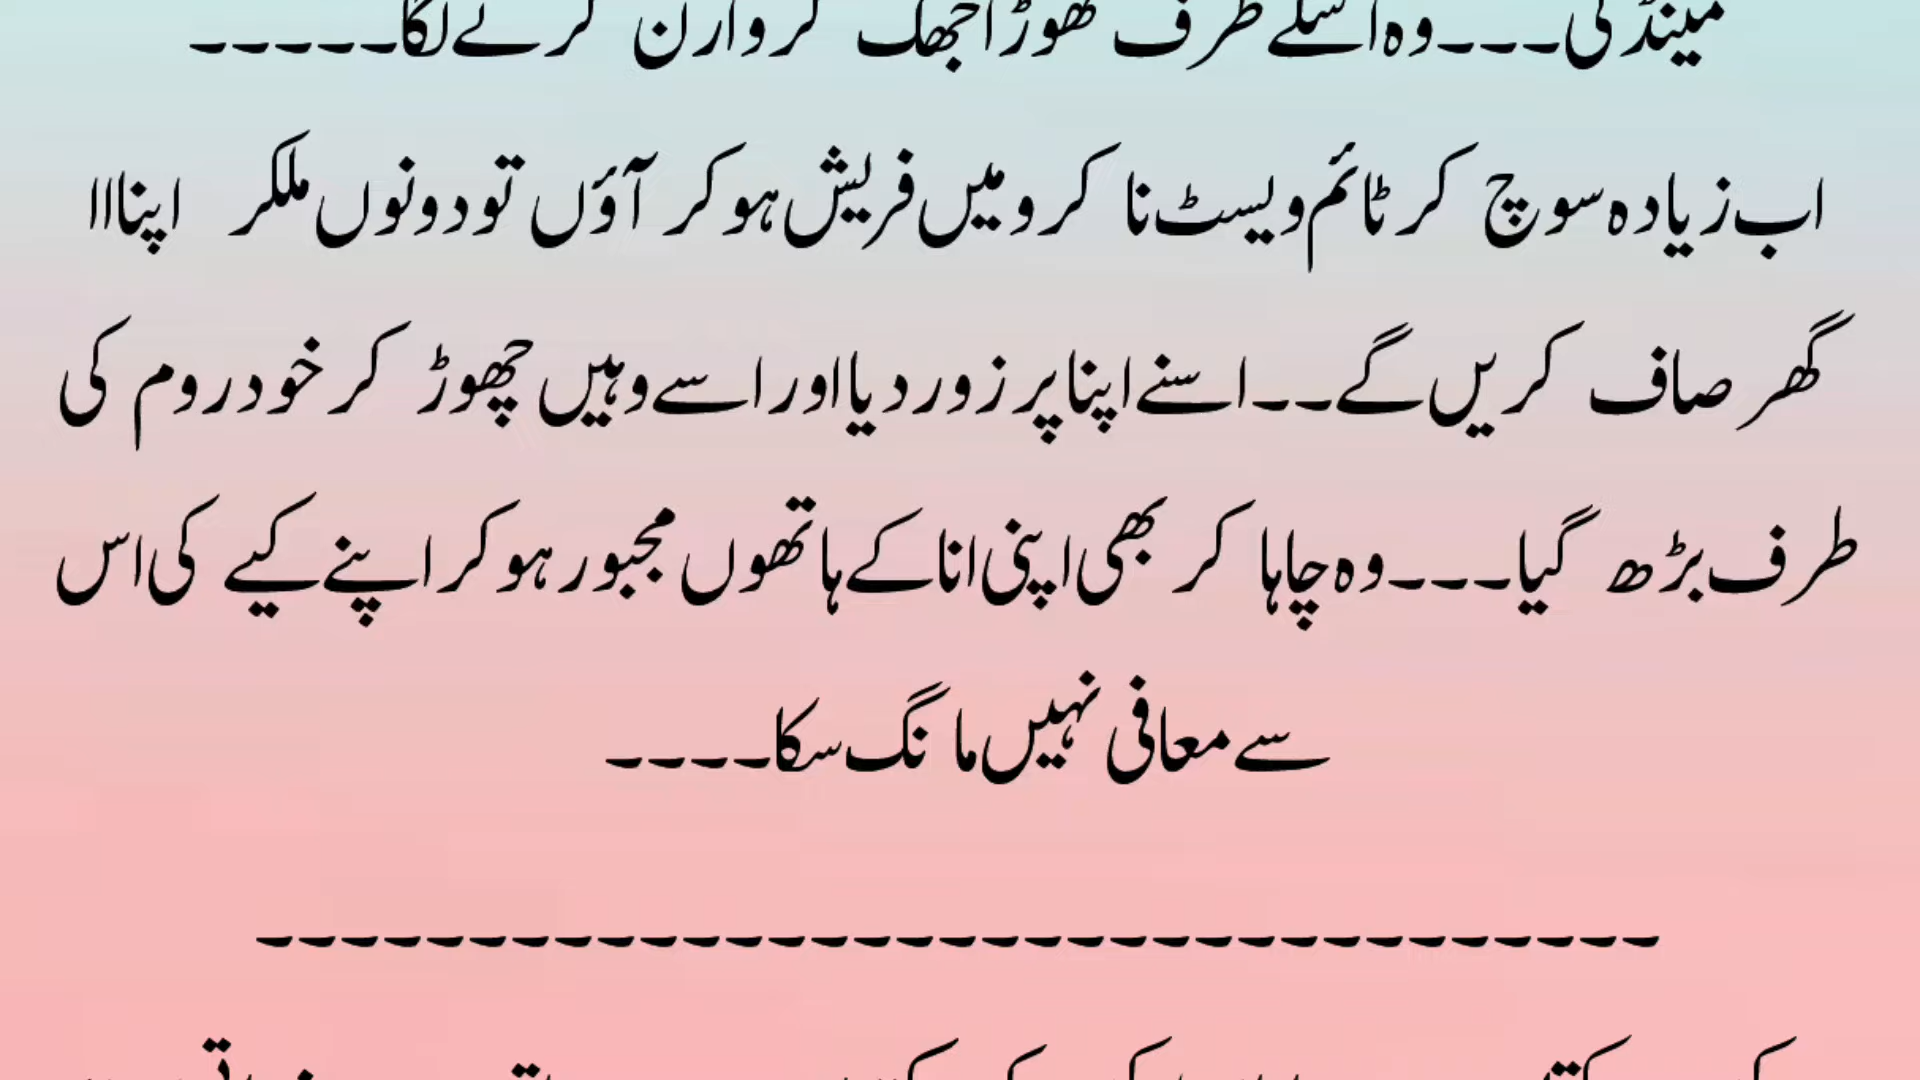 مینڈکی۔۔۔وہ اسکے طرف تھوڑا جھک کر وارن کرنے لگا۔۔۔۔۔
اب زیادہ سوچ کر ٹائم ویسٹ نا کرو میں فریش ہو کر آؤں تو دونوں ملکر اپنااا
گھر صاف کریں گے۔۔اسنے اپنا پر زور دیا اور اسے وہیں چھوڑ کر خود روم کی
طرف بڑھ گیا۔۔۔وہ چاہا کر بھی اپنی انا کے ہاتھوں مجبور ہو کر اپنے کیے کی اس
سے معافی نہیں مانگ سکا۔۔۔۔
۔۔۔۔۔۔۔۔۔۔۔۔۔۔۔۔۔۔۔۔۔۔۔۔۔۔۔۔۔۔۔۔۔